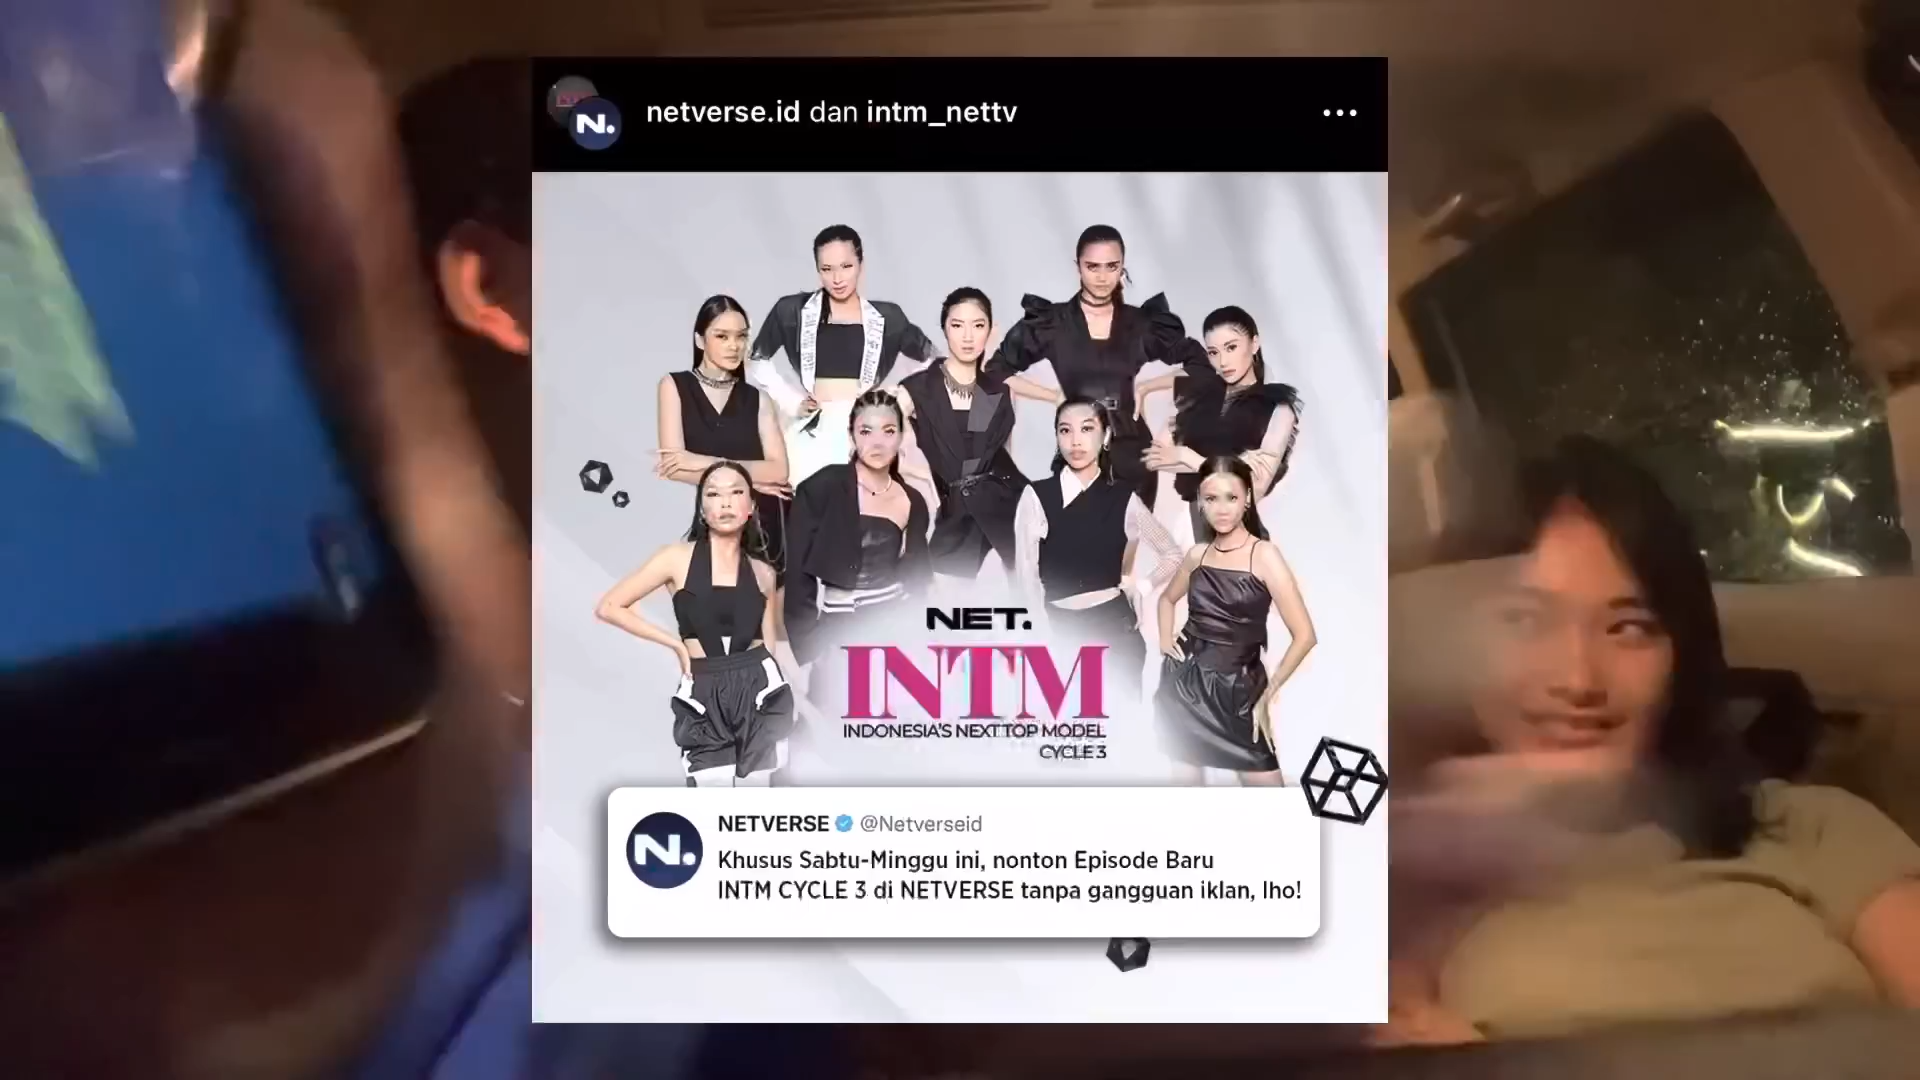 netverse.id dan intm_nettv
N.
NET.
INTM
INDONESIA'S NEXT TOP MODEL
CYCLE 3
NETVERSE @Netverseid
N.
Khusus Sabtu-Minggu ini, nonton Episode Baru
INTM CYCLE 3 di NETVERSE tanpa gangguan iklan, lho!